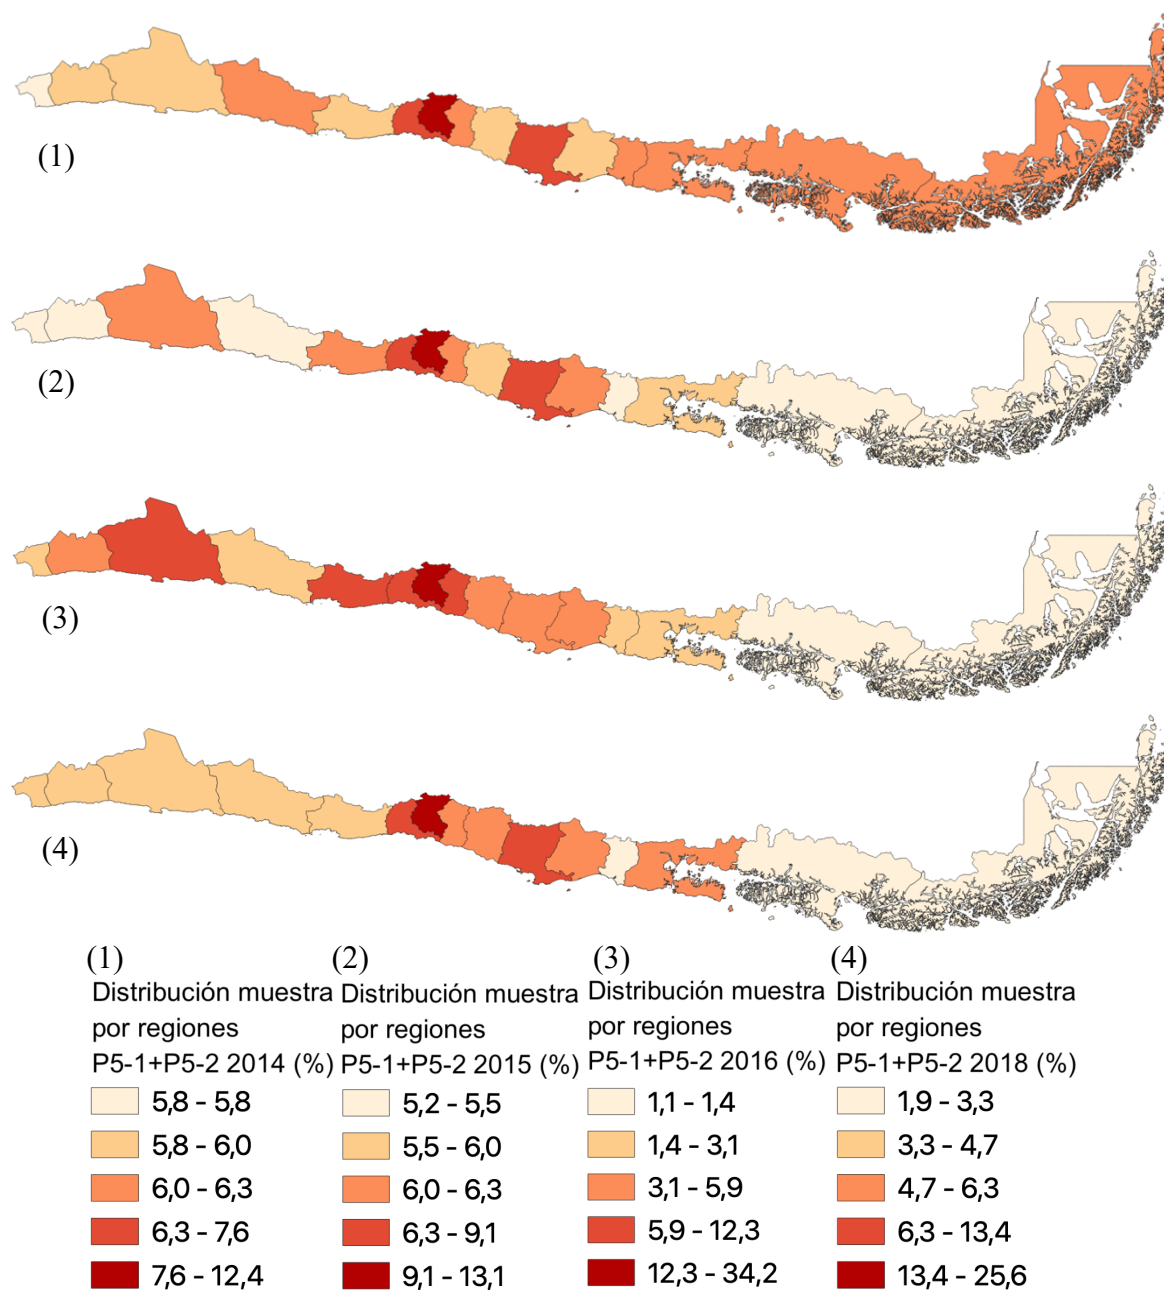 (1)
(2)
(3)
(4)
(1)
Distribución muestra
por regiones
P5-1+P5-2 2014 (%)
5,8 – 5,8
5,8 – 6,0
6,0 – 6,3
6,3 – 7,6
7,6 – 12,4
(2)
Distribución muestra
por regiones
P5-1+P5-2 2015 (%)
5,2 – 5,5
5,5 – 6,0
6,0 – 6,3
6,3 – 9,1
9,1 – 13,1
(3)
Distribución muestra
por regiones
P5-1+P5-2 2016 (%)
1,1 – 1,4
1,4 – 3,1
3,1 – 5,9
5,9 – 12,3
12,3 – 34,2
(4)
Distribución muestra
por regiones
P5-1+P5-2 2018 (%)
1,9 – 3,3
3,3 – 4,7
4,7 – 6,3
6,3 – 13,4
13,4 – 25,6